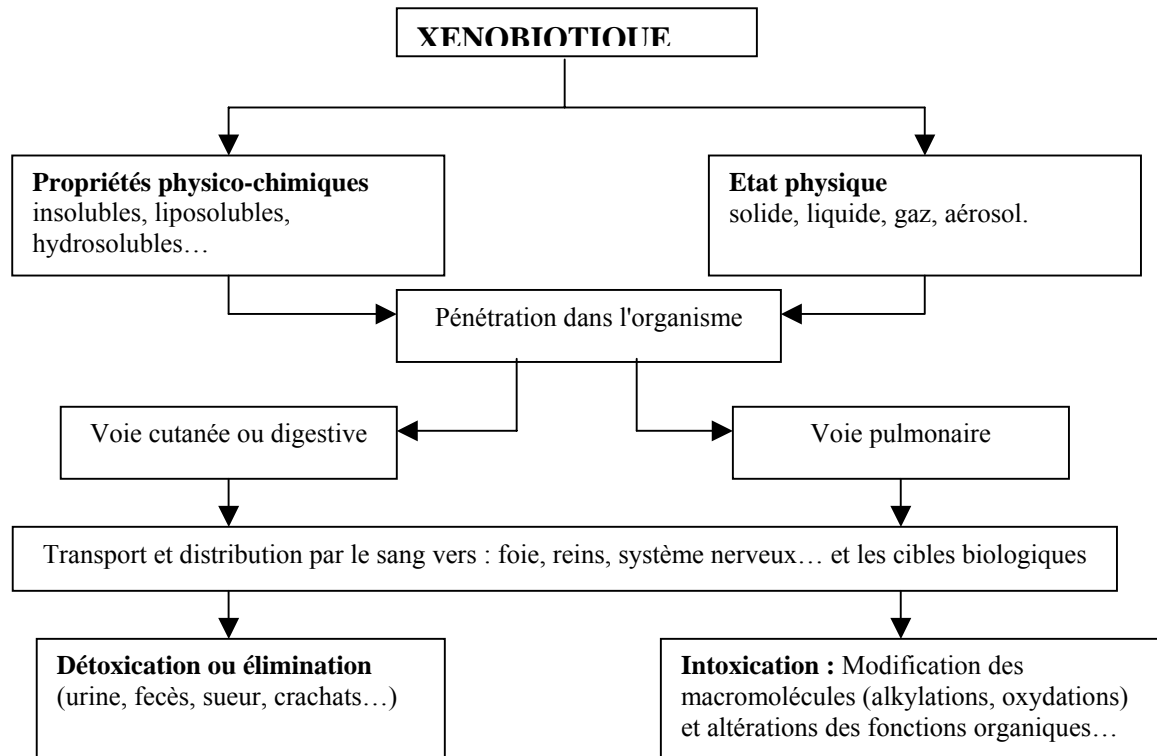 XENOBIOTIQUE
Propriétés physico-chimiques
insolubles, liposolubles,
hydrosolubles…
Etat physique
solide, liquide, gaz, aérosol.
Pénétration dans l'organisme
Voie cutanée ou digestive
Voie pulmonaire
Transport et distribution par le sang vers : foie, reins, système nerveux… et les cibles biologiques
Détoxication ou élimination
(urine, fecès, sueur, crachats…)
Intoxication : Modification des
macromolécules (alkylations, oxydations)
et altérations des fonctions organiques…